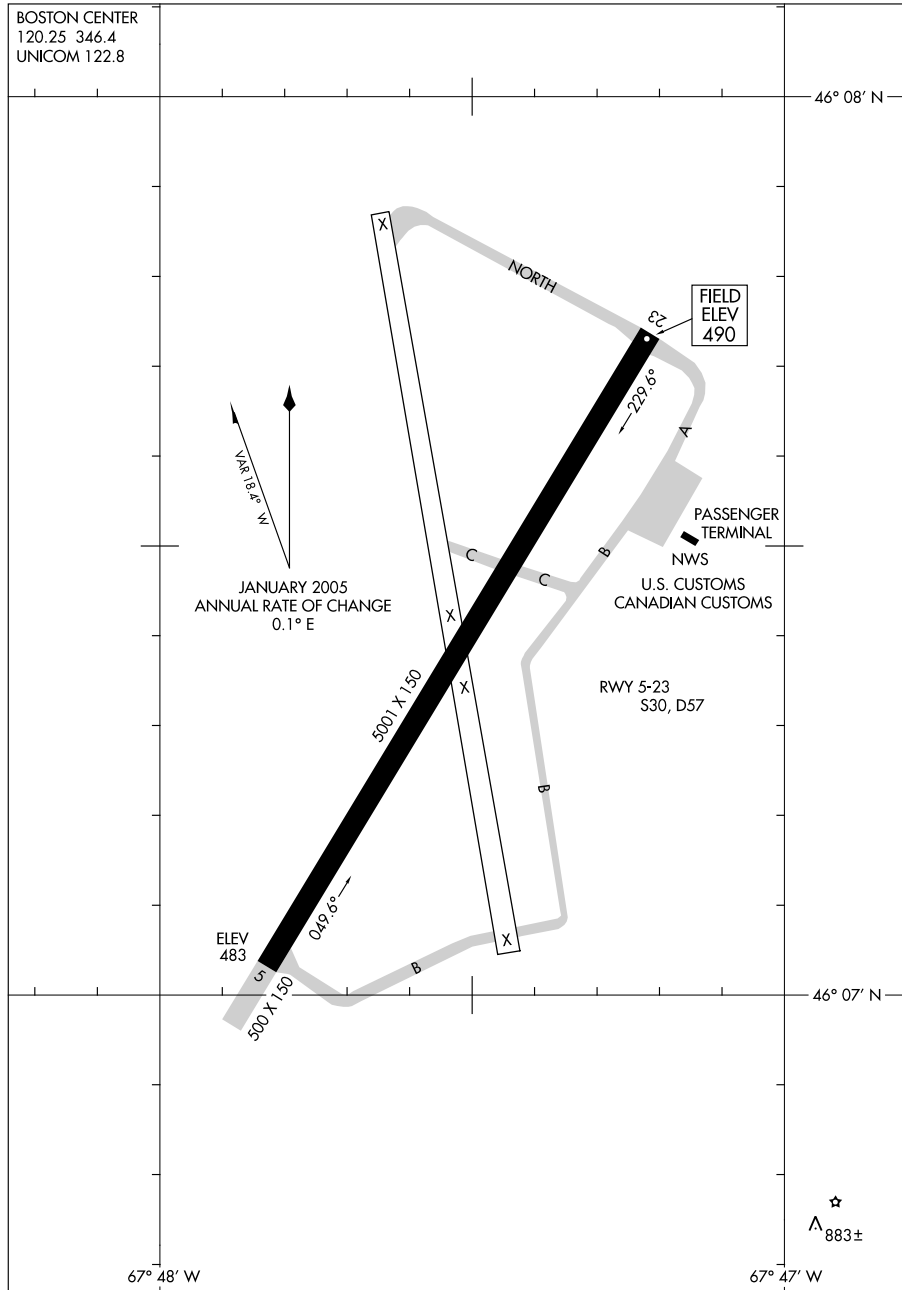 BOSTON CENTER
120.25 346.4
UNICOM 122.8
46° 08' N
X
NORTH
23
FIELD
ELEV
490
229.6°
A
VAR 18.4° W
PASSENGER
TERMINAL
NWS
U.S. CUSTOMS
CANADIAN CUSTOMS
C
C
B
JANUARY 2005
ANNUAL RATE OF CHANGE
0.1° E
X
X
RWY 5-23
S30, D57
5001 X 150
B
049.6°
ELEV
483
X
B
5
500 X 150
46° 07' N
883±
67° 48' W
67° 47' W